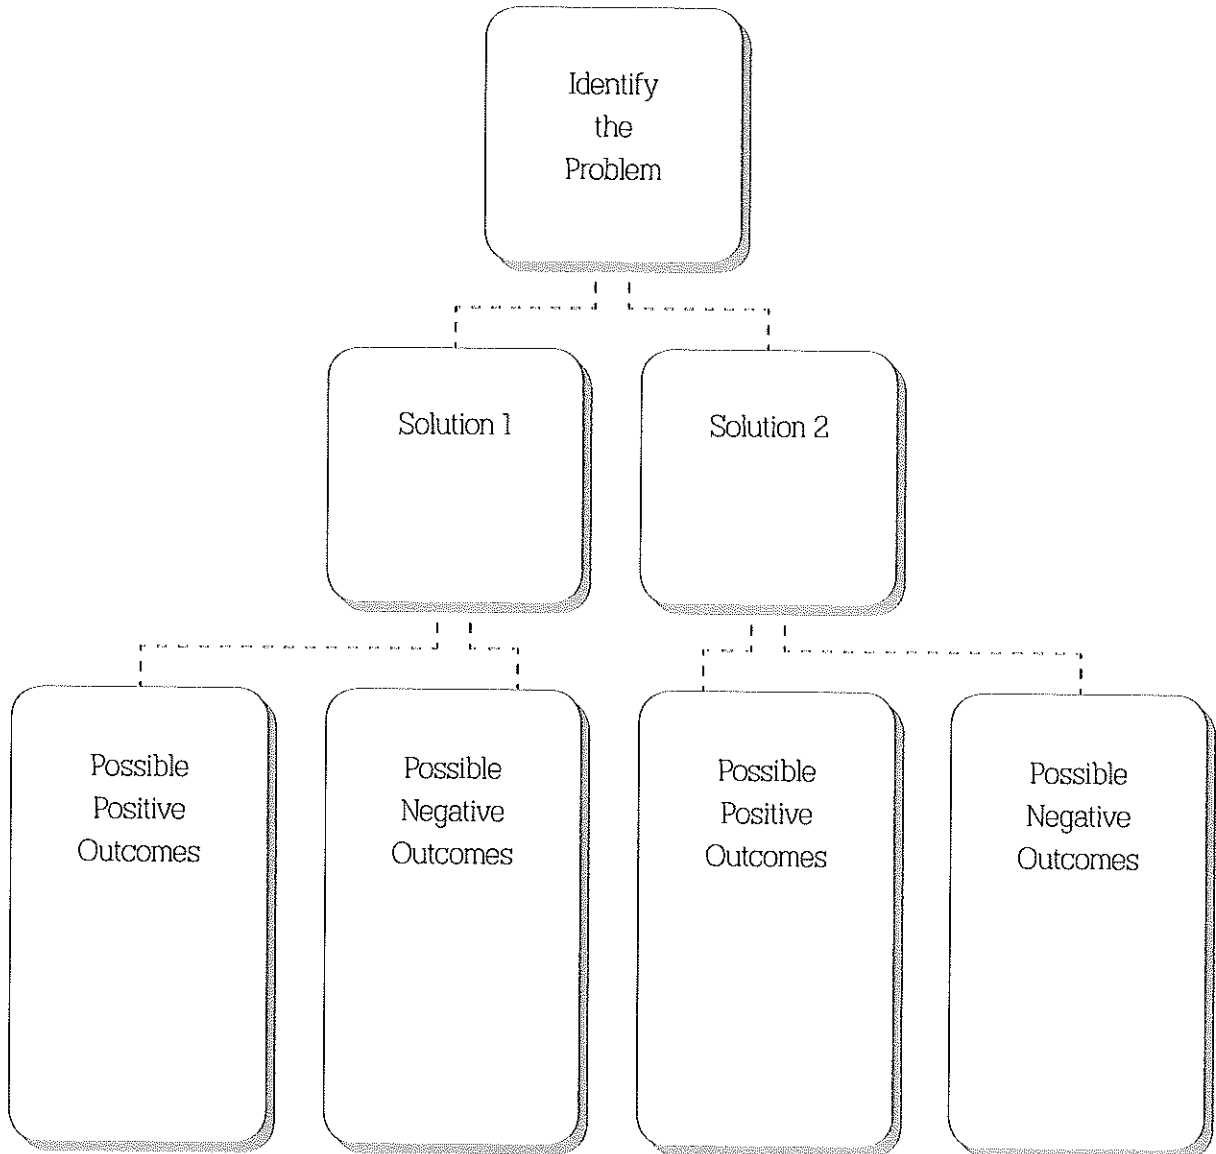 Identify
the
Problem
Solution 1
Solution 2
Possible
Positive
Outcomes
Possible
Negative
Outcomes
Possible
Positive
Outcomes
Possible
Negative
Outcomes